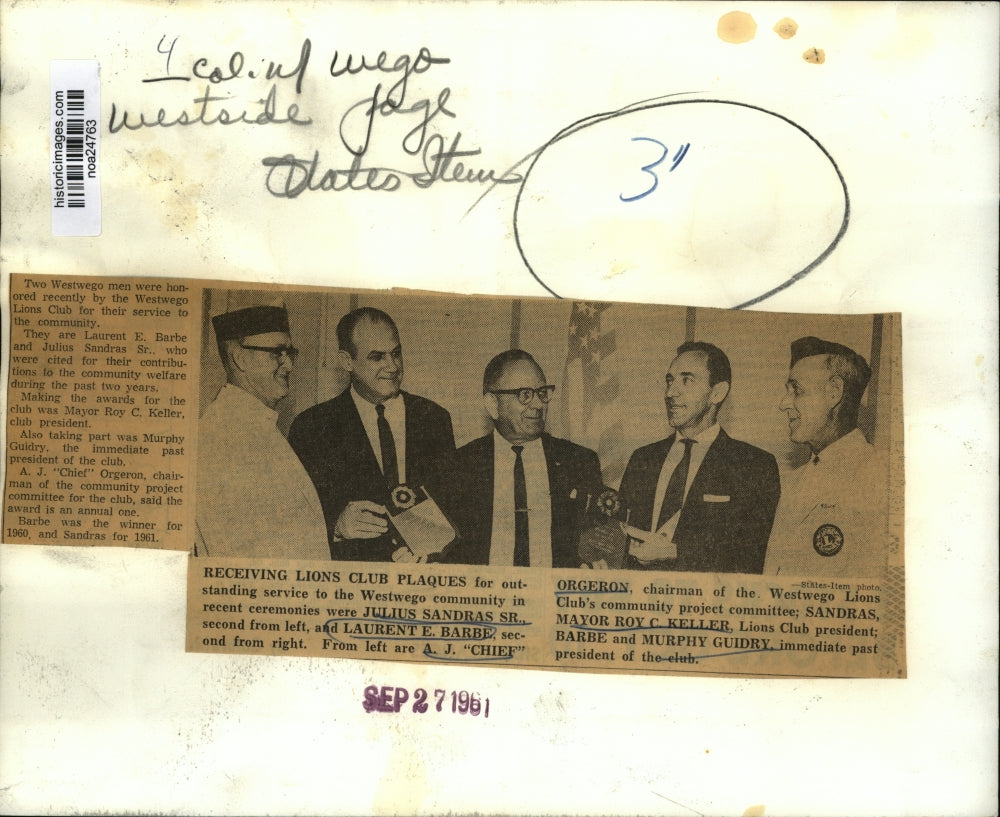 4 col. w/ wego
Westside page
States Item
3"
historicimages.com
noa24763
Two Westwego men were hon-
ored recently by the Westwego
Lions Club for their service to
the community.
They are Laurent E. Barbe
and Julius Sandras Sr., who
were cited for their contribu-
tions to the community welfare
during the past two years.
Making the awards for the
club was Mayor Roy C. Keller,
club president.
Also taking part was Murphy
Guidry, the immediate past
president of the club.
A. J. "Chief" Orgeron, chair-
man of the community project
committee for the club, said the
award is an annual one.
Barbe was the winner for
1960, and Sandras for 1961.
—States-Item photo.
RECEIVING LIONS CLUB PLAQUES for out-
standing service to the Westwego community in
recent ceremonies were JULIUS SANDRAS SR.,
second from left, and LAURENT E. BARBE, sec-
ond from right. From left are A. J. "CHIEF"
ORGERON, chairman of the Westwego Lions
Club's community project committee; SANDRAS,
MAYOR ROY C. KELLER, Lions Club president;
BARBE and MURPHY GUIDRY, immediate past
president of the club.
SEP 27 1961